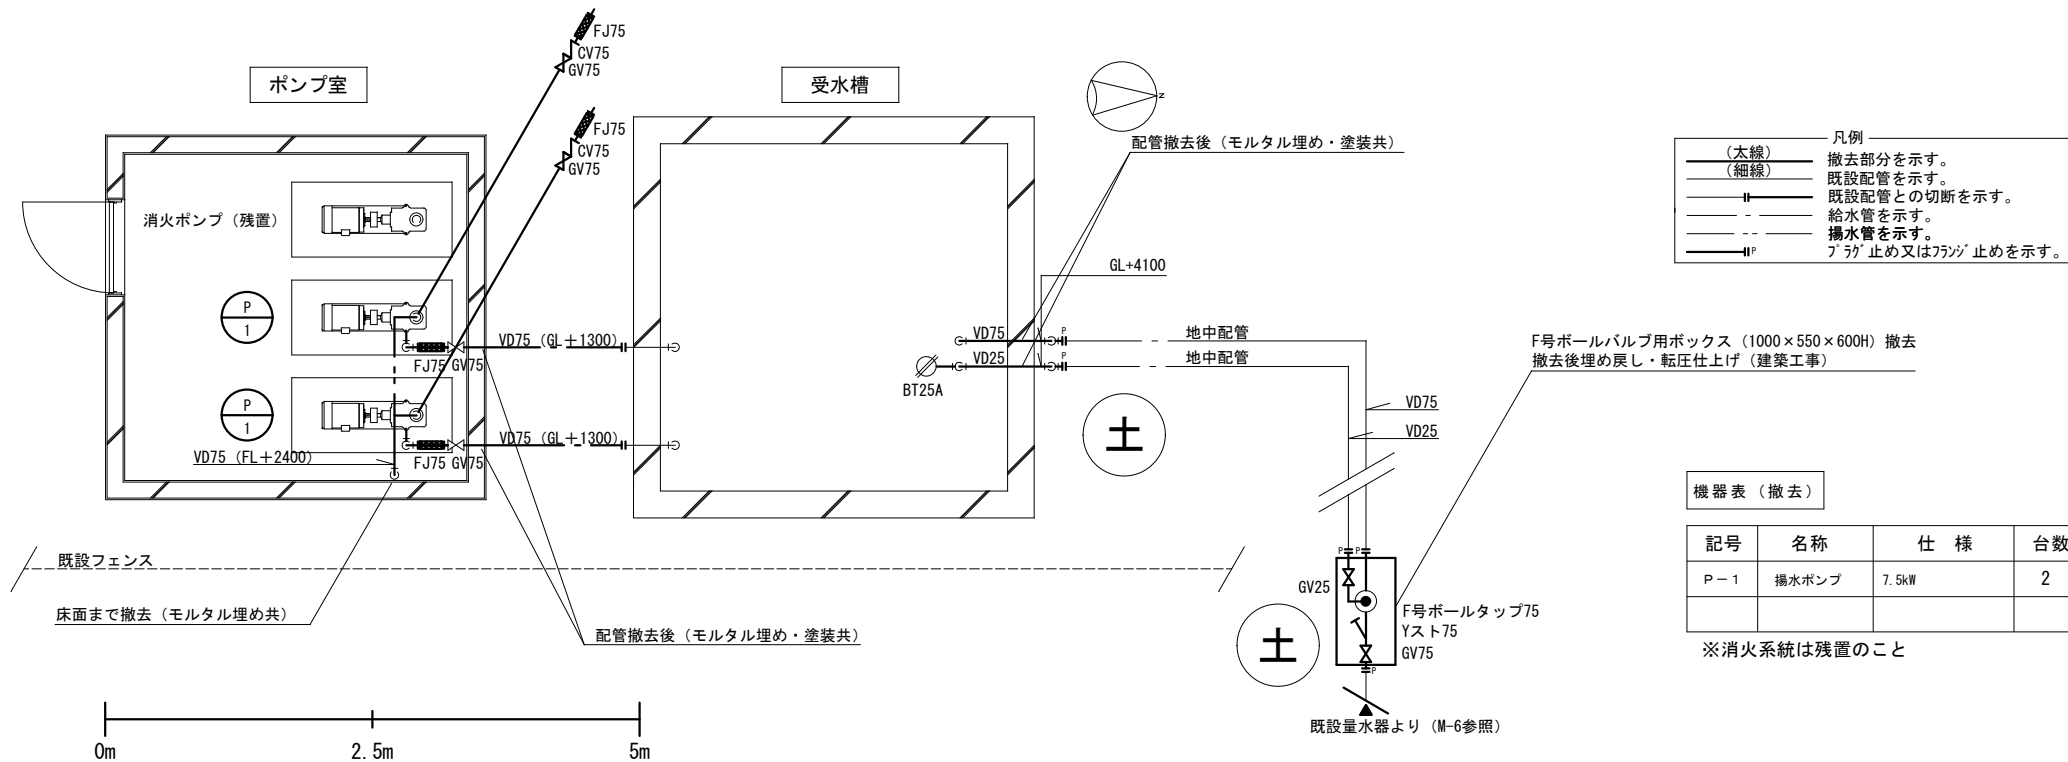 FJ75
CV75
GV75
FJ75
CV75
GV75
ポンプ室
受水槽
N
配管撤去後（モルタル埋め・塗装共）
凡例
（太線） 撤去部分を示す。
（細線） 既設配管を示す。
既設配管との切断を示す。
給水管を示す。
揚水管を示す。
P プラグ止め又はフランジ止めを示す。
消火ポンプ（残置）
GL+4100
P
1
VD75（GL＋1300）
FJ75 GV75
VD75 P 地中配管
VD25 P 地中配管
BT25A
F号ボールバルブ用ボックス（1000×550×600H）撤去
撤去後埋め戻し・転圧仕上げ（建築工事）
P
1
VD75（GL＋1300）
FJ75 GV75
VD75（FL＋2400）
土
VD75
VD25
機器表（撤去）
記号 名称 仕様 台数
P－1 揚水ポンプ 7.5kW 2
※消火系統は残置のこと
既設フェンス
床面まで撤去（モルタル埋め共）
配管撤去後（モルタル埋め・塗装共）
土
P P
GV25
F号ボールタップ75
Yスト75
GV75
P
既設量水器より（M-6参照）
0m 2.5m 5m